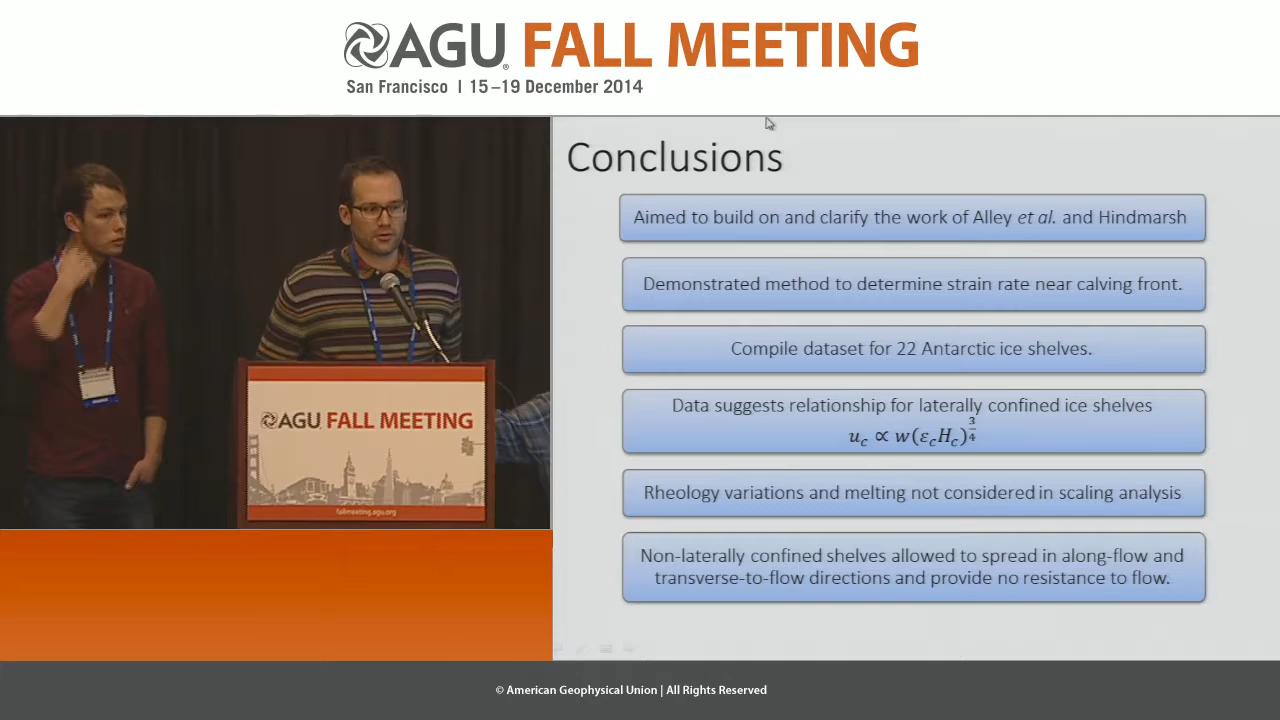 AGU FALL MEETING
San Francisco | 15–19 December 2014
Conclusions
Aimed to build on and clarify the work of Alley et al. and Hindmarsh
Demonstrated method to determine strain rate near calving front.
Compile dataset for 22 Antarctic ice shelves.
Data suggests relationship for laterally confined ice shelves
u_c ∝ w(ε_cH_c)^{3/4}
Rheology variations and melting not considered in scaling analysis
Non-laterally confined shelves allowed to spread in along-flow and
transverse-to-flow directions and provide no resistance to flow.
AGU FALL MEETING
fallmeeting.agu.org
© American Geophysical Union | All Rights Reserved